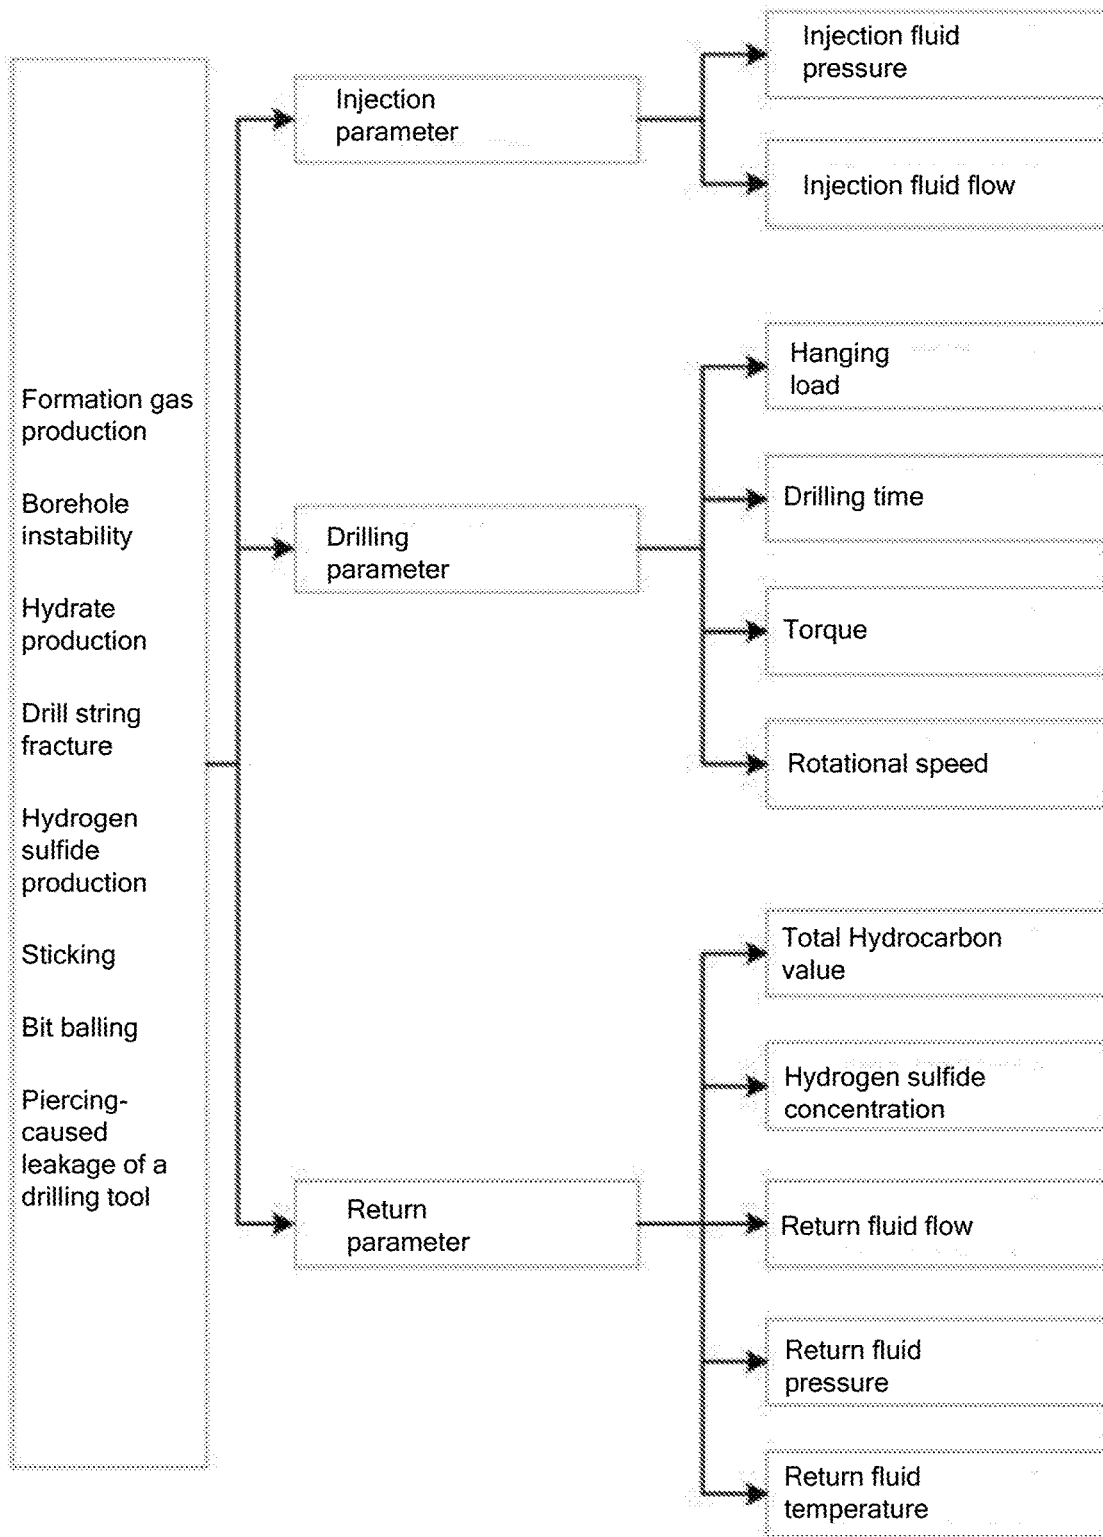 Formation gas
production
Borehole
instability
Hydrate
production
Drill string
fracture
Hydrogen
sulfide
production
Sticking
Bit balling
Piercing-
caused
leakage of a
drilling tool
Injection
parameter
Injection fluid
pressure
Injection fluid flow
Drilling
parameter
Hanging
load
Drilling time
Torque
Rotational speed
Return
parameter
Total Hydrocarbon
value
Hydrogen sulfide
concentration
Return fluid flow
Return fluid
pressure
Return fluid
temperature